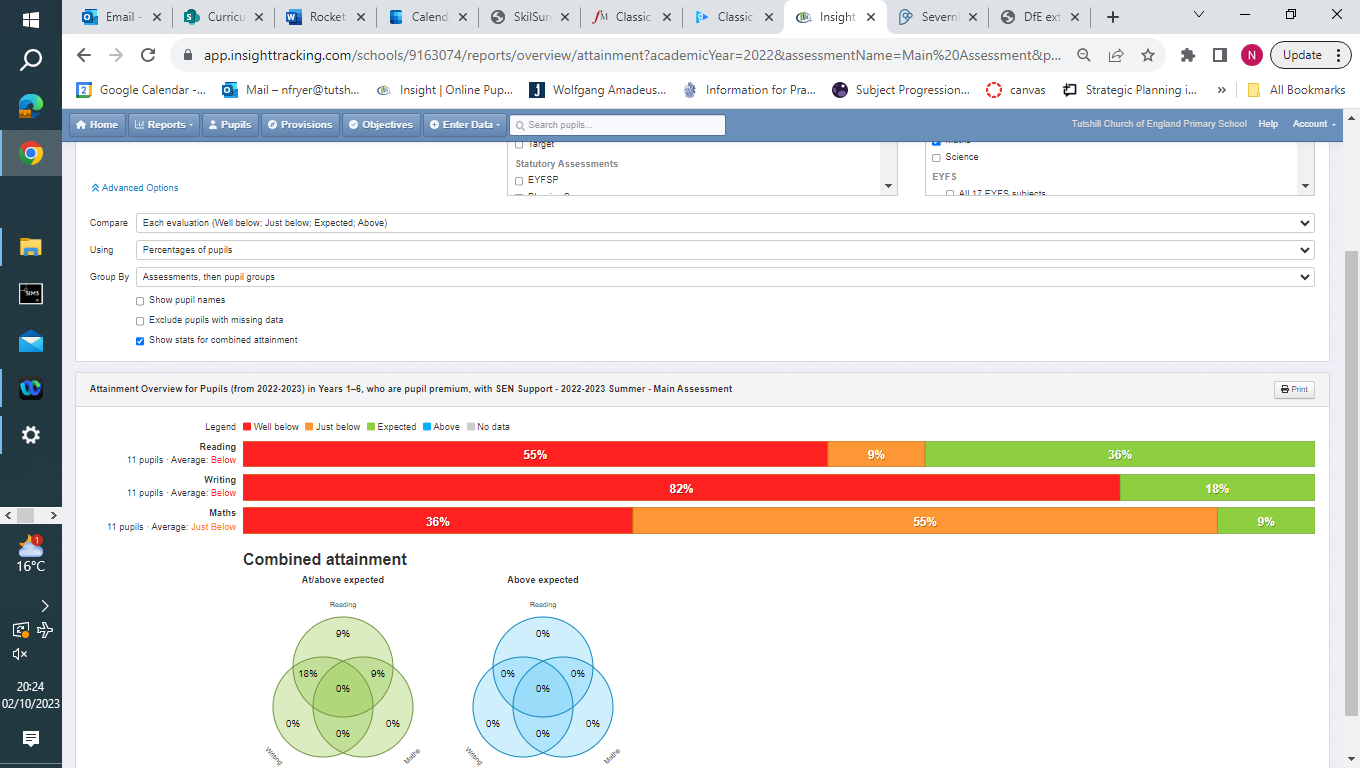 Email -
Curricu
Rocket
Calend
SkilSur
Classic
Classic
Insight
Severnl
DfE ext
app.insighttracking.com/schools/9163074/reports/overview/attainment?academicYear=2022&assessmentName=Main%20Assessment&p...
N
Update
Google Calendar -...
Mail – nfryer@tutsh...
Insight | Online Pup...
Wolfgang Amadeus...
Information for Pra...
Subject Progression...
canvas
Strategic Planning i...
»
All Bookmarks
Home
Reports
Pupils
Provisions
Objectives
Enter Data
Search pupils...
Tutshill Church of England Primary School
Help
Account
Target
Statutory Assessments
EYFSP
Maths
Science
EYFS
All 17 EYFS subjects
Advanced Options
Compare Each evaluation (Well below; Just below; Expected; Above)
Using Percentages of pupils
Group By Assessments, then pupil groups
Show pupil names
Exclude pupils with missing data
Show stats for combined attainment
Attainment Overview for Pupils (from 2022-2023) in Years 1–6, who are pupil premium, with SEN Support - 2022-2023 Summer - Main Assessment
Print
Legend Well below Just below Expected Above No data
Reading
11 pupils · Average: Below
55% 9% 36%
Writing
11 pupils · Average: Below
82% 18%
Maths
11 pupils · Average: Just Below
36% 55% 9%
Combined attainment
At/above expected
Reading
9%
18% 9%
0%
0% 0%
0%
Writing
Maths
Above expected
Reading
0%
0% 0%
0%
0% 0%
0%
Writing
Maths
SIMS
1
16°C
20:24
02/10/2023